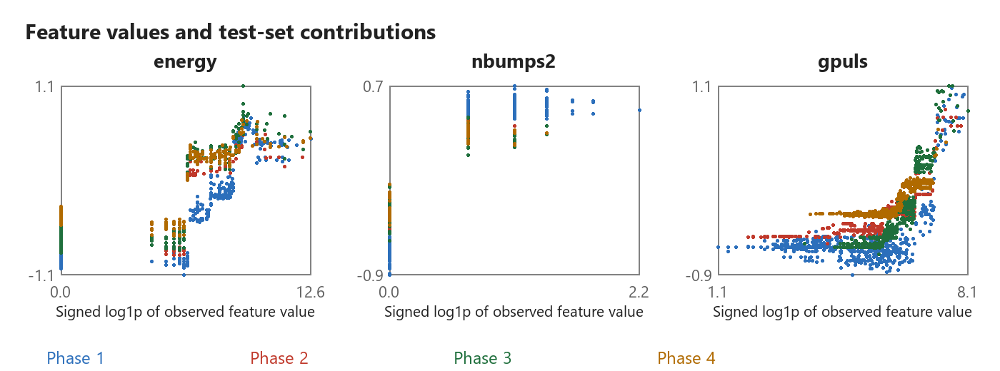 Feature values and test-set contributions
energy
nbumps2
gpuls
1.1
0.7
1.1
-1.1
-0.9
-0.9
0.0
12.6
0.0
2.2
1.1
8.1
Signed log1p of observed feature value
Signed log1p of observed feature value
Signed log1p of observed feature value
Phase 1
Phase 2
Phase 3
Phase 4